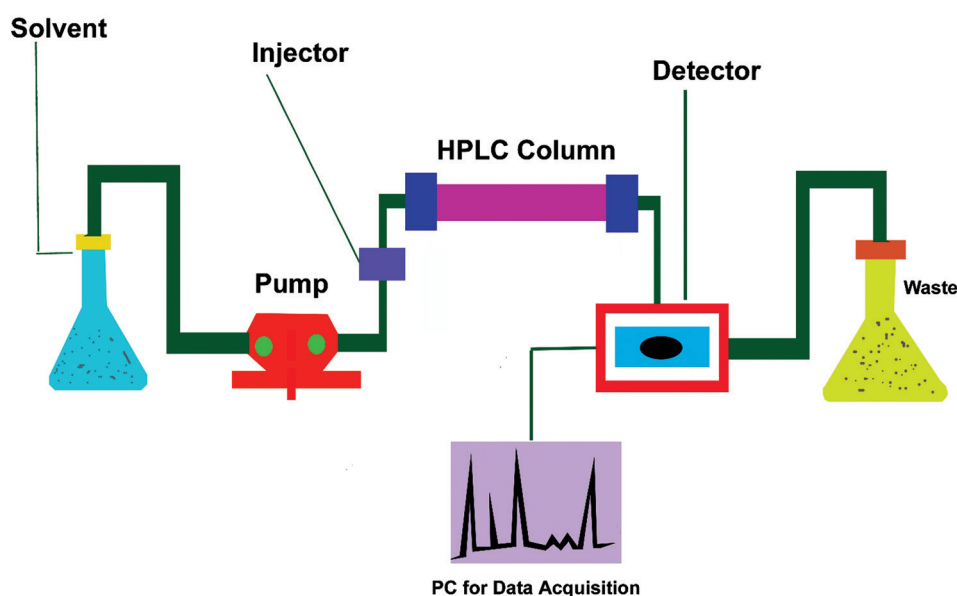 Solvent
Injector
Detector
HPLC Column
Pump
Waste
PC for Data Acquisition